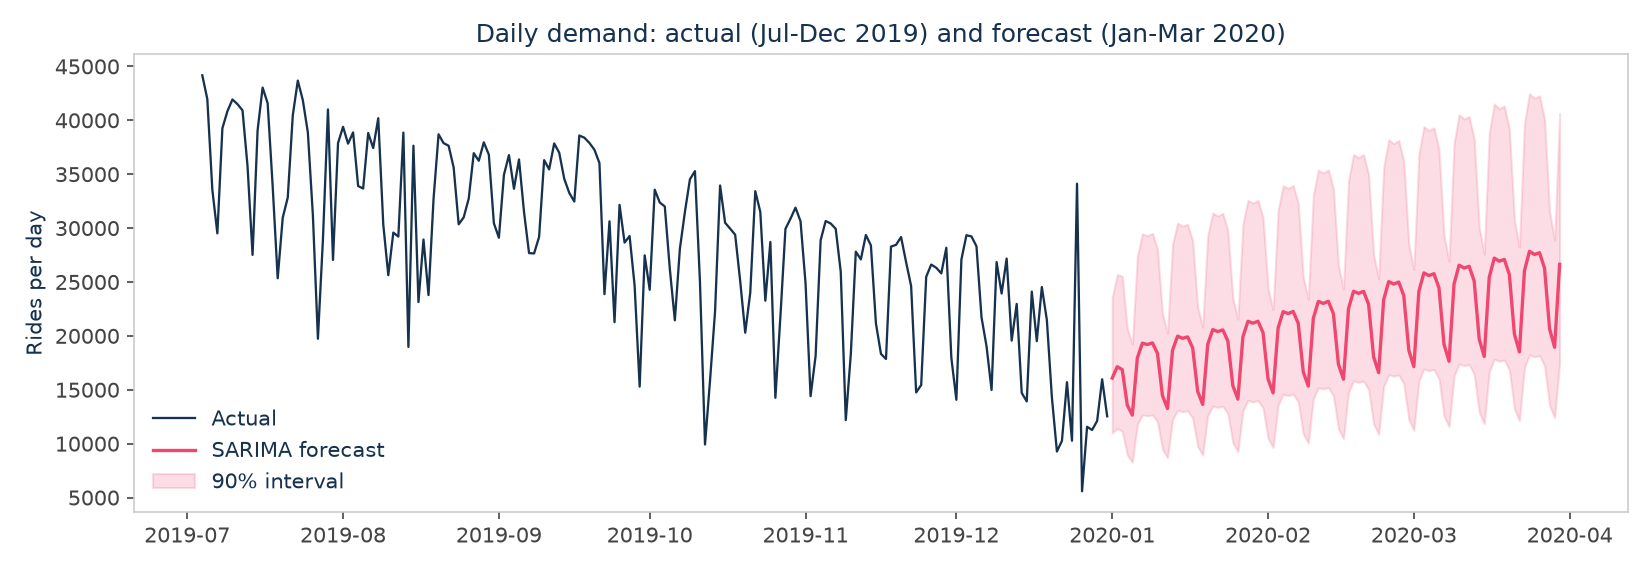 Daily demand: actual (Jul-Dec 2019) and forecast (Jan-Mar 2020)
Rides per day
45000
40000
35000
30000
25000
20000
15000
10000
5000
Actual
SARIMA forecast
90% interval
2019-07 2019-08 2019-09 2019-10 2019-11 2019-12 2020-01 2020-02 2020-03 2020-04